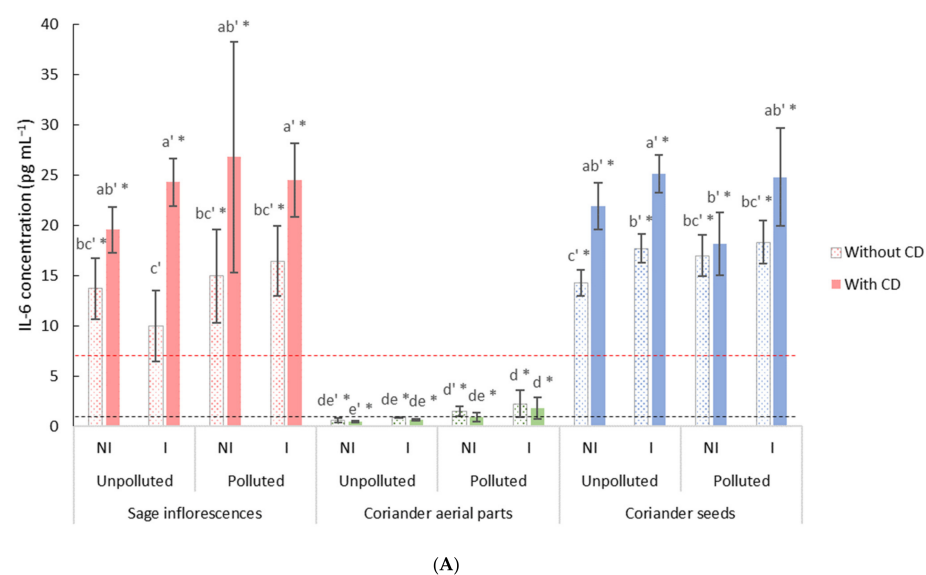 40
ab' *
35
30
a' *
a' *
a' *
ab' *
ab' *
ab' *
25
20
bc' *
bc' *
bc' *
bc' *
b' *
bc' *
b' *
bc' *
c' *
c'
15
10
5
0
de' *
e' *
de *
de *
d' *
de *
d *
d *
IL-6 concentration (pg mL−1)
Without CD
With CD
NI I NI I NI I NI I NI I NI I
Unpolluted Polluted Unpolluted Polluted Unpolluted Polluted
Sage inflorescences Coriander aerial parts Coriander seeds
(A)